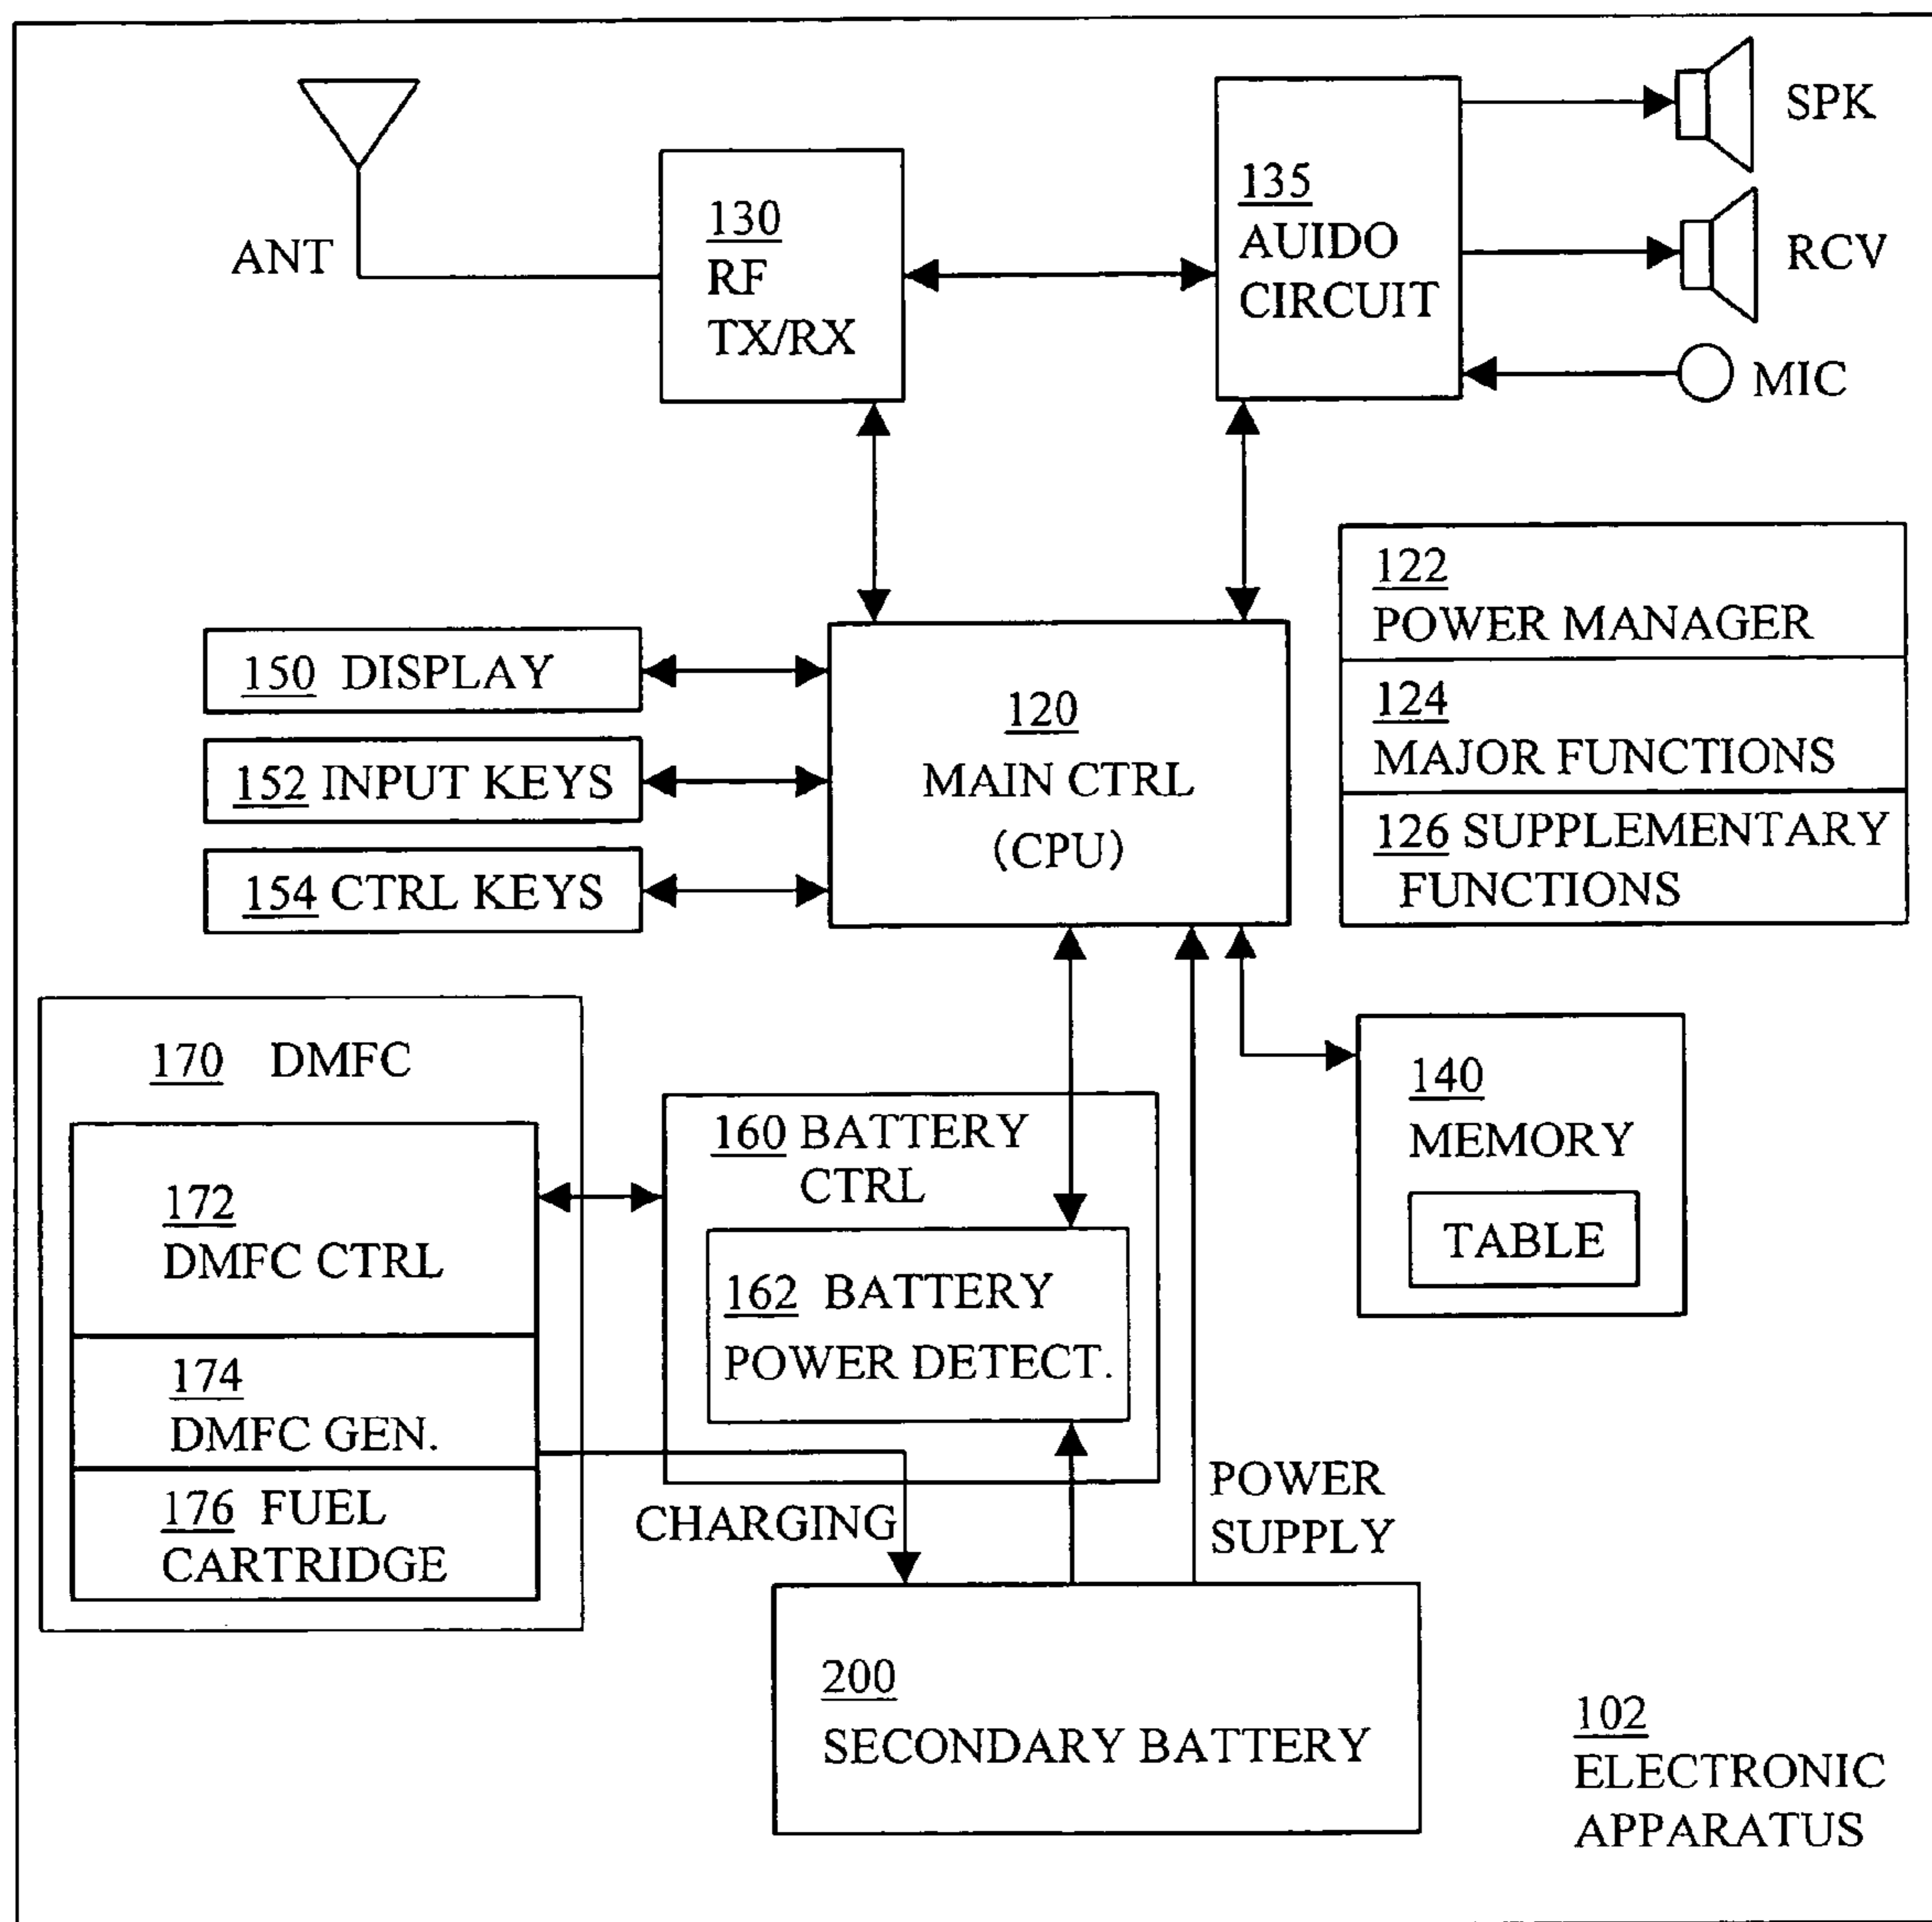 SPK
135
AUIDO
CIRCUIT
130
RF
TX/RX
ANT
RCV
MIC
122
POWER MANAGER
124
MAJOR FUNCTIONS
126 SUPPLEMENTARY
FUNCTIONS
150 DISPLAY
152 INPUT KEYS
154 CTRL KEYS
120
MAIN CTRL
(CPU)
170 DMFC
172
DMFC CTRL
174
DMFC GEN.
176 FUEL
CARTRIDGE
160 BATTERY
CTRL
162 BATTERY
POWER DETECT.
140
MEMORY
TABLE
CHARGING
POWER
SUPPLY
200
SECONDARY BATTERY
102
ELECTRONIC
APPARATUS